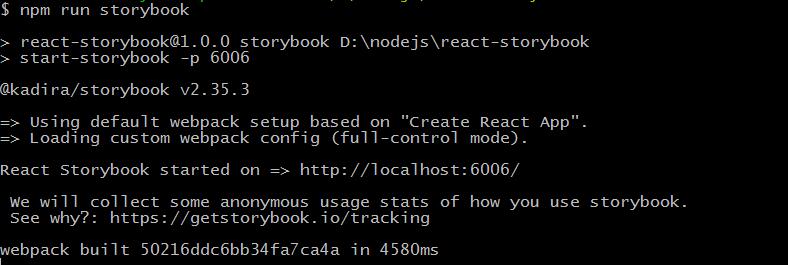 $ npm run storybook
> react-storybook@1.0.0 storybook D:\nodejs\react-storybook
> start-storybook -p 6006
@kadira/storybook v2.35.3
=> Using default webpack setup based on "Create React App".
=> Loading custom webpack config (full-control mode).
React Storybook started on => http://localhost:6006/
We will collect some anonymous usage stats of how you use storybook.
See why?: https://getstorybook.io/tracking
webpack built 50216ddc6bb34fa7ca4a in 4580ms